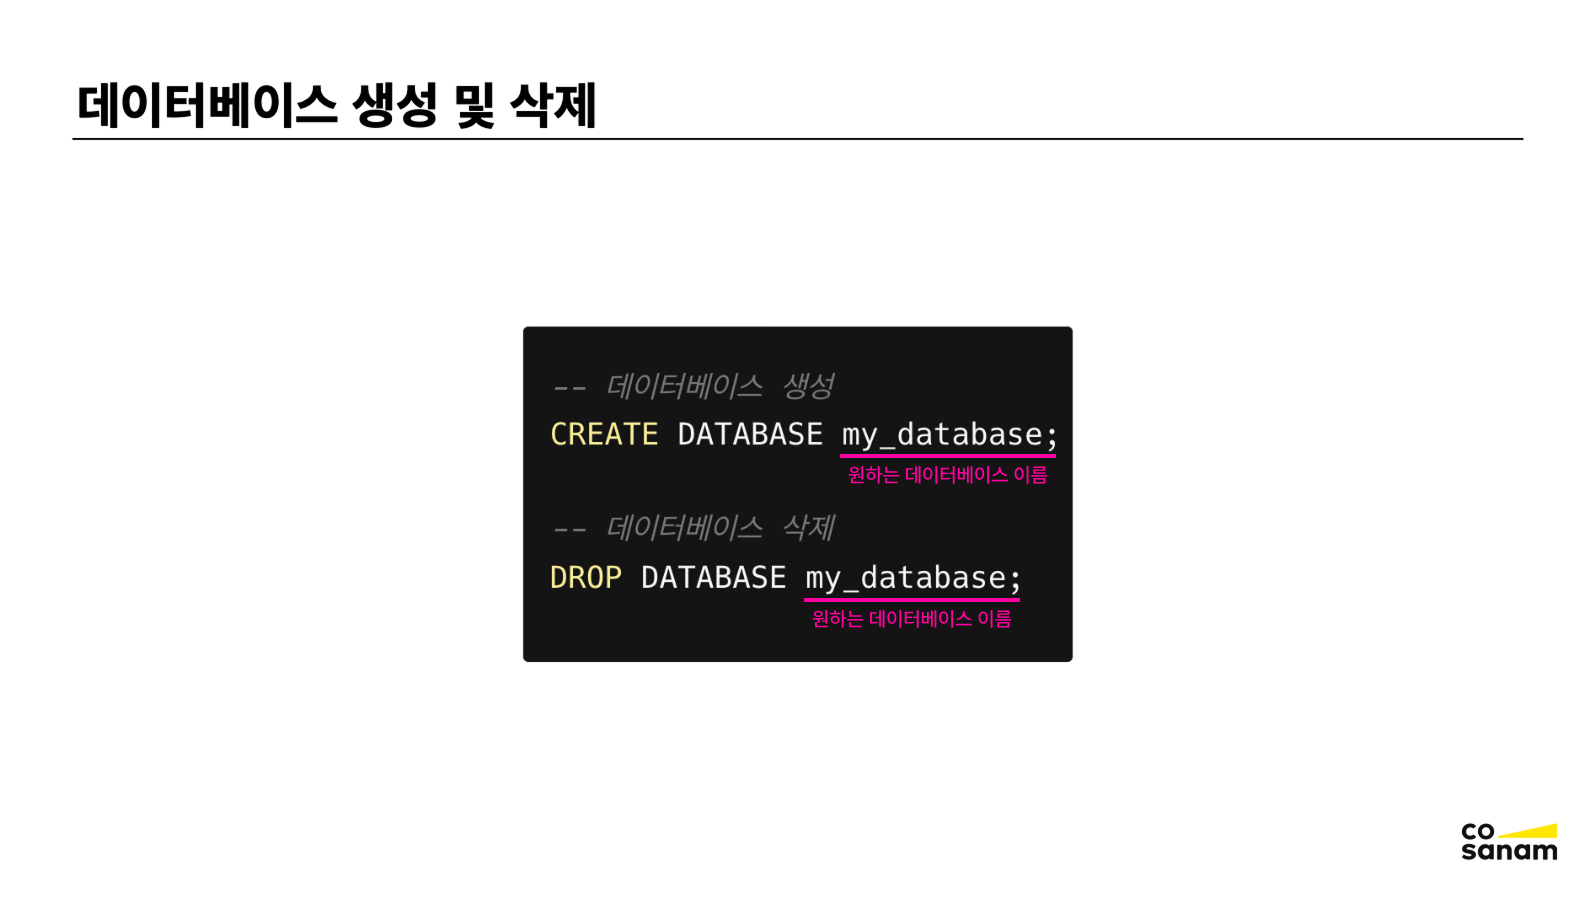 데이터베이스 생성 및 삭제
-- 데이터베이스 생성
CREATE DATABASE my_database;
원하는 데이터베이스 이름
-- 데이터베이스 삭제
DROP DATABASE my_database;
원하는 데이터베이스 이름
co
sanam